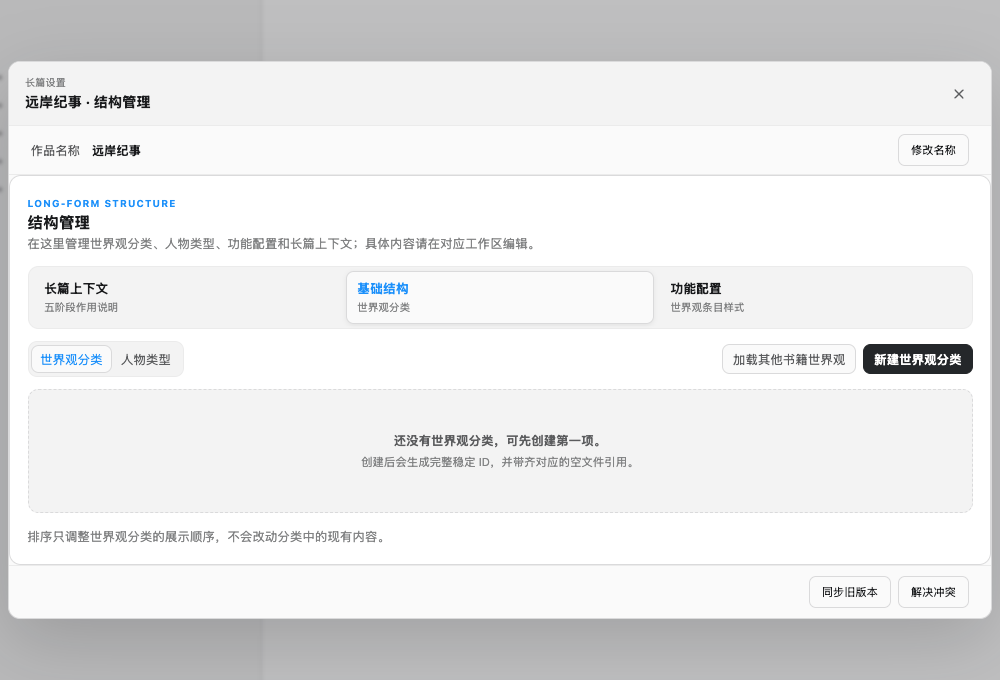 长篇设置
远岸纪事 · 结构管理
作品名称 远岸纪事
修改名称
LONG-FORM STRUCTURE
结构管理
在这里管理世界观分类、人物类型、功能配置和长篇上下文；具体内容请在对应工作区编辑。
长篇上下文
五阶段作用说明
基础结构
世界观分类
功能配置
世界观条目样式
世界观分类 人物类型
加载其他书籍世界观 新建世界观分类
还没有世界观分类，可先创建第一项。
创建后会生成完整稳定 ID，并带齐对应的空文件引用。
排序只调整世界观分类的展示顺序，不会改动分类中的现有内容。
同步旧版本 解决冲突